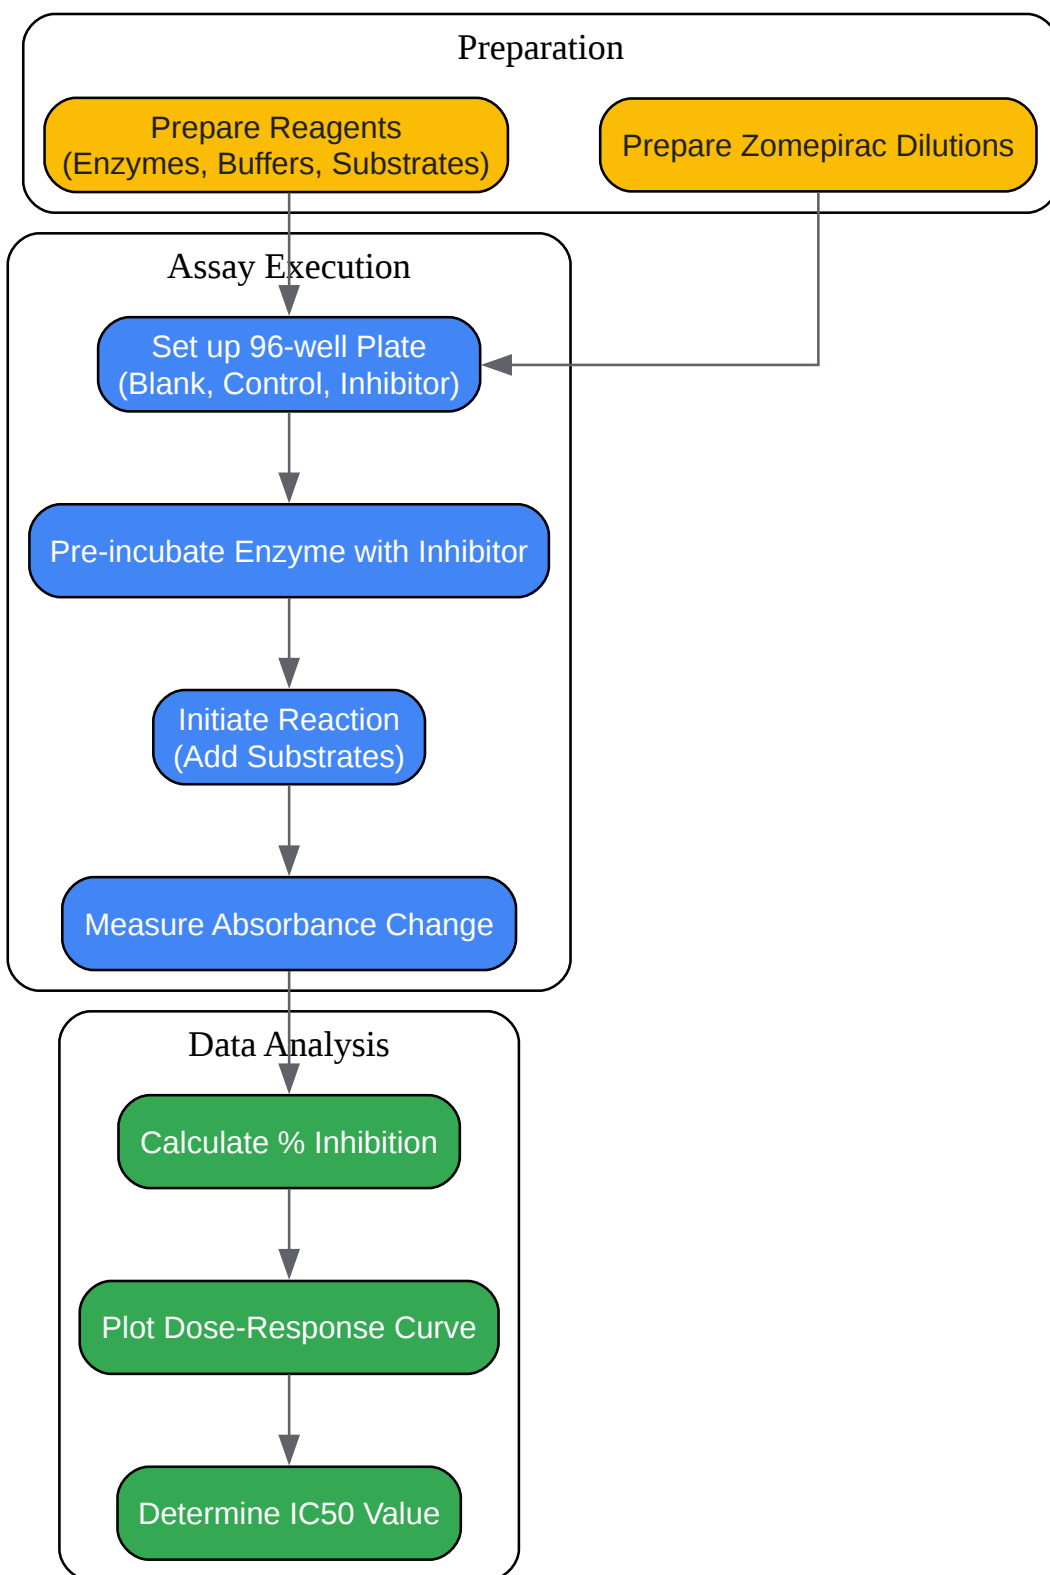 Preparation
Prepare Reagents
(Enzymes, Buffers, Substrates)
Prepare Zomepirac Dilutions
Assay Execution
Set up 96-well Plate
(Blank, Control, Inhibitor)
Pre-incubate Enzyme with Inhibitor
Initiate Reaction
(Add Substrates)
Measure Absorbance Change
Data Analysis
Calculate % Inhibition
Plot Dose-Response Curve
Determine IC50 Value